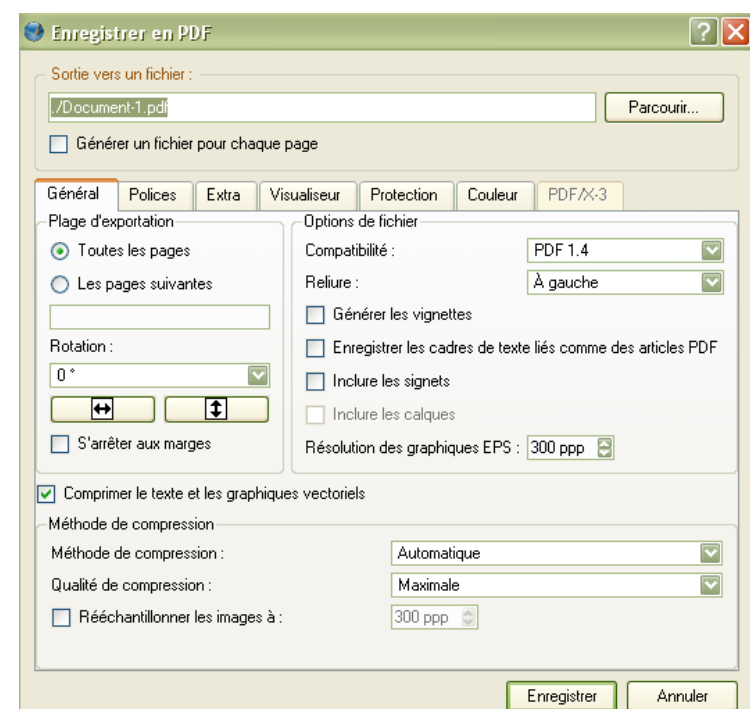 Enregistrer en PDF
Sortie vers un fichier :
./Document-1.pdf
Parcourir...
Générer un fichier pour chaque page
Général Polices Extra Visualiseur Protection Couleur PDF/X-3
Plage d'exportation
Toutes les pages
Les pages suivantes
Rotation :
0 °
S'arrêter aux marges
Options de fichier
Compatibilité : PDF 1.4
Reliure : À gauche
Générer les vignettes
Enregistrer les cadres de texte liés comme des articles PDF
Inclure les signets
Inclure les calques
Résolution des graphiques EPS : 300 ppp
Comprimer le texte et les graphiques vectoriels
Méthode de compression
Méthode de compression : Automatique
Qualité de compression : Maximale
Rééchantillonner les images à : 300 ppp
Enregistrer Annuler